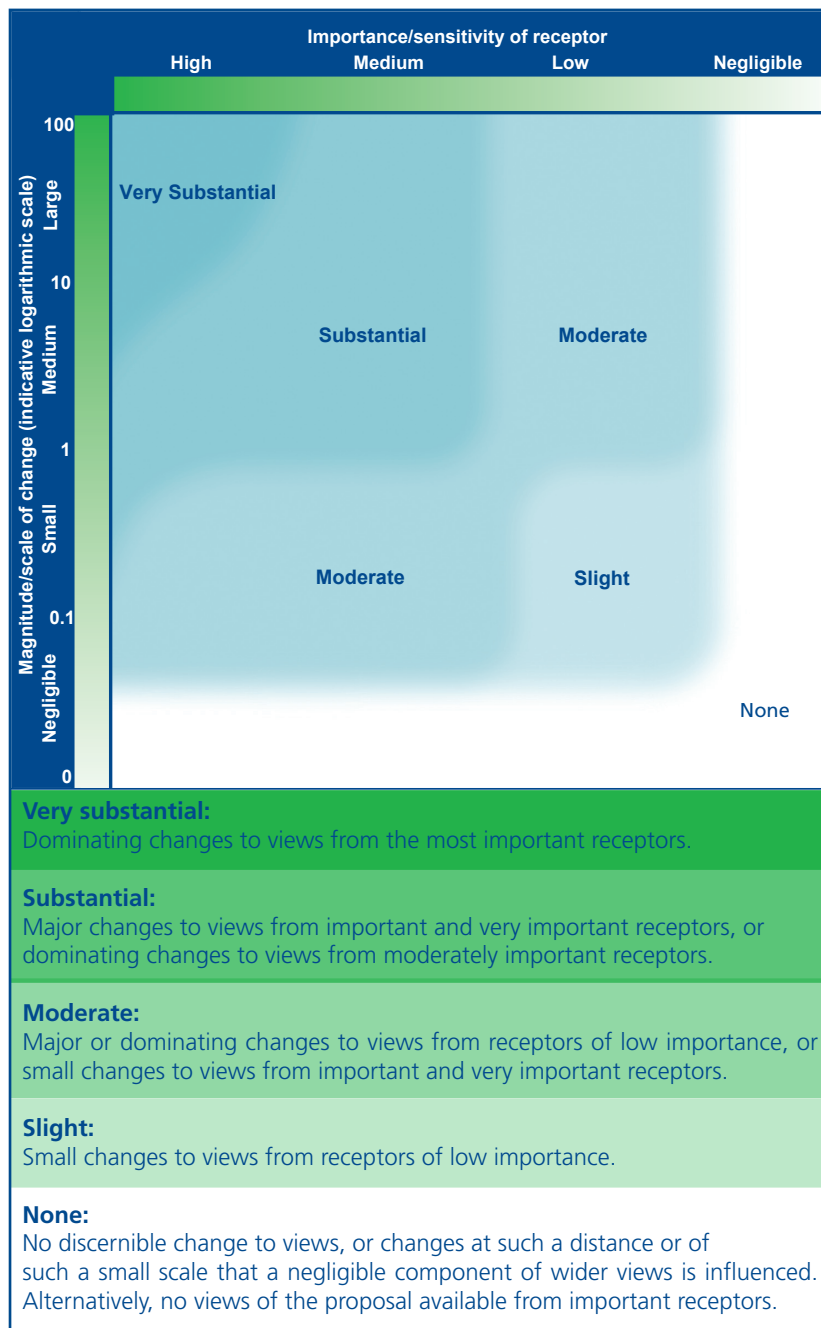 Importance/sensitivity of receptor
High Medium Low Negligible
Magnitude/scale of change (indicative logarithmic scale)
100
Large
10
Medium
1
Small
0.1
Negligible
0
Very Substantial
Substantial
Moderate
Moderate
Slight
None
Very substantial:
Dominating changes to views from the most important receptors.
Substantial:
Major changes to views from important and very important receptors, or
dominating changes to views from moderately important receptors.
Moderate:
Major or dominating changes to views from receptors of low importance, or
small changes to views from important and very important receptors.
Slight:
Small changes to views from receptors of low importance.
None:
No discernible change to views, or changes at such a distance or of
such a small scale that a negligible component of wider views is influenced.
Alternatively, no views of the proposal available from important receptors.